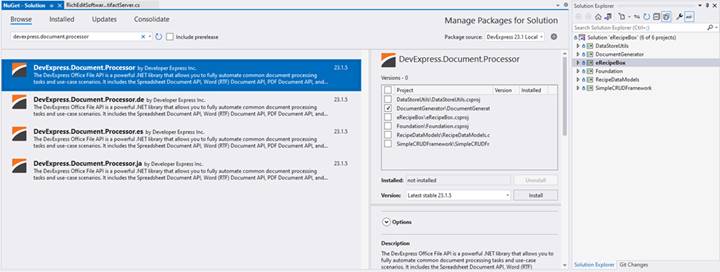 NuGet - Solution
RichEditSoftwar...tifactServer.cs
Browse Installed Updates Consolidate
Manage Packages for Solution
devexpress.document.processor
Include prerelease
Package source: DevExpress 23.1 Local
DevExpress.Document.Processor by Developer Express Inc. 23.1.5
The DevExpress Office File API is a powerful .NET library that allows you to fully automate common document processing
tasks and use-case scenarios. It includes the Spreadsheet Document API, Word (RTF) Document API, PDF Document API, and...
DevExpress.Document.Processor.de by Developer Express Inc. 23.1.5
The DevExpress Office File API is a powerful .NET library that allows you to fully automate common document processing
tasks and use-case scenarios. It includes the Spreadsheet Document API, Word (RTF) Document API, PDF Document API, and...
DevExpress.Document.Processor.es by Developer Express Inc. 23.1.5
The DevExpress Office File API is a powerful .NET library that allows you to fully automate common document processing
tasks and use-case scenarios. It includes the Spreadsheet Document API, Word (RTF) Document API, PDF Document API, and...
DevExpress.Document.Processor.ja by Developer Express Inc. 23.1.5
The DevExpress Office File API is a powerful .NET library that allows you to fully automate common document processing
tasks and use-case scenarios. It includes the Spreadsheet Document API, Word (RTF) Document API, PDF Document API, and...
DevExpress.Document.Processor
Versions - 0
Project Version Installed
DataStoreUtils\DataStoreUtils.csproj
DocumentGenerator\DocumentGenerat
eRecipeBox\eRecipeBox.csproj
Foundation\Foundation.csproj
RecipeDataModels\RecipeDataModels.c
SimpleCRUDFramework\SimpleCRUDFr
Installed: not installed Uninstall
Version: Latest stable 23.1.5 Install
Options
Description
The DevExpress Office File API is a powerful .NET library that allows you to
fully automate common document processing tasks and use-case
scenarios. It includes the Spreadsheet Document API, Word (RTF)
Solution Explorer
Search Solution Explorer (Ctrl+;)
Solution 'eRecipeBox' (6 of 6 projects)
DataStoreUtils
DocumentGenerator
eRecipeBox
Foundation
RecipeDataModels
SimpleCRUDFramework
Solution Explorer Git Changes